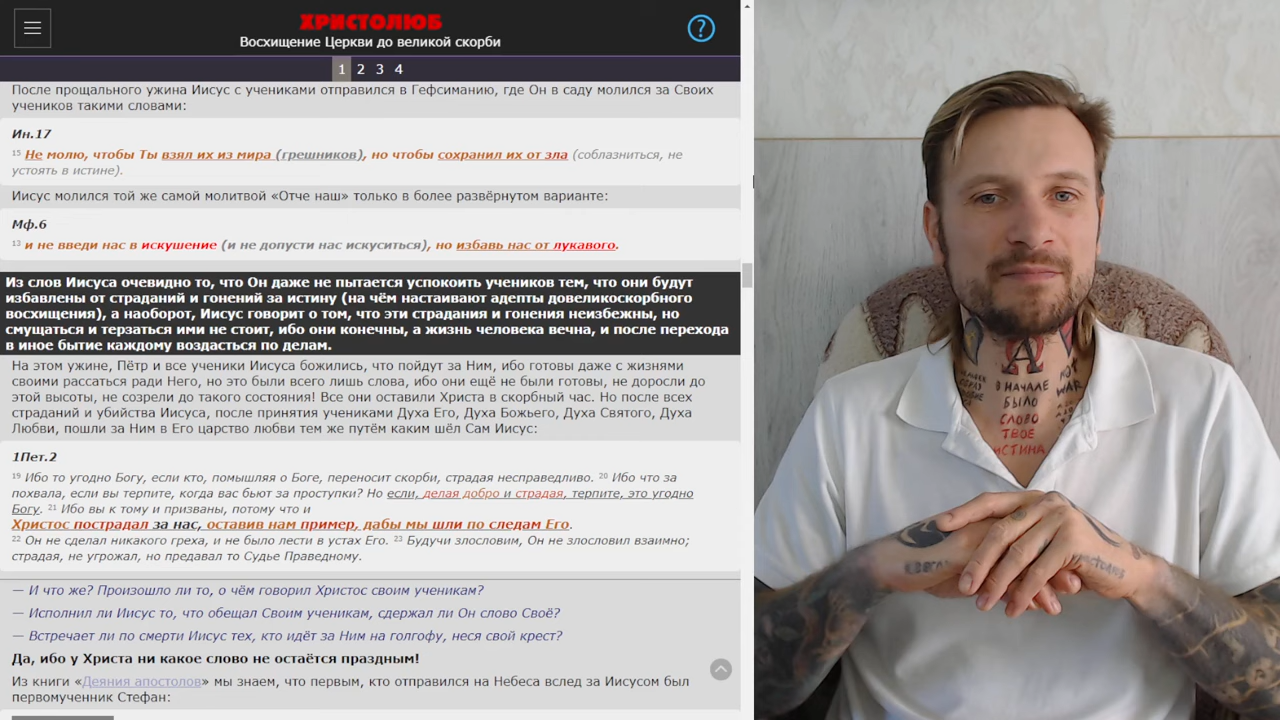 ХРИСТОЛЮБ
Восхищение Церкви до великой скорби
?
1 2 3 4
После прощального ужина Иисус с учениками отправился в Гефсиманию, где Он в саду молился за Своих
учеников такими словами:
Ин.17
15 Не молю, чтобы Ты взял их из мира (грешников), но чтобы сохранил их от зла (соблазниться, не
устоять в истине).
Иисус молился той же самой молитвой «Отче наш» только в более развёрнутом варианте:
Мф.6
13 и не введи нас в искушение (и не допусти нас искуситься), но избавь нас от лукавого.
Из слов Иисуса очевидно то, что Он даже не пытается успокоить учеников тем, что они будут
избавлены от страданий и гонений за истину (на чём настаивают адепты довеликоскорбного
восхищения), а наоборот, Иисус говорит о том, что эти страдания и гонения неизбежны, но
смущаться и терзаться ими не стоит, ибо они конечны, а жизнь человека вечна, и после перехода
в иное бытие каждому воздасться по делам.
На этом ужине, Пётр и все ученики Иисуса божились, что пойдут за Ним, ибо готовы даже с жизнями
своими рассаться ради Него, но это были всего лишь слова, ибо они ещё не были готовы, не доросли до
этой высоты, не созрели до такого состояния! Все они оставили Христа в скорбный час. Но после всех
страданий и убийства Иисуса, после принятия учениками Духа Его, Духа Божьего, Духа Святого, Духа
Любви, пошли за Ним в Его царство любви тем же путём каким шёл Сам Иисус:
1Пет.2
19 Ибо то угодно Богу, если кто, помышляя о Боге, переносит скорби, страдая несправедливо. 20 Ибо что за
похвала, если вы терпите, когда вас бьют за проступки? Но если, делая добро и страдая, терпите, это угодно
Богу. 21 Ибо вы к тому и призваны, потому что и
Христос пострадал за нас, оставив нам пример, дабы мы шли по следам Его.
22 Он не сделал никакого греха, и не было лести в устах Его. 23 Будучи злословим, Он не злословил взаимно;
страдая, не угрожал, но предавал то Судье Праведному.
— И что же? Произошло ли то, о чём говорил Христос своим ученикам?
— Исполнил ли Иисус то, что обещал Своим ученикам, сдержал ли Он слово Своё?
— Встречает ли по смерти Иисус тех, кто идёт за Ним на голгофу, неся свой крест?
Да, ибо у Христа ни какое слово не остаётся праздным!
Из книги «Деяния апостолов» мы знаем, что первым, кто отправился на Небеса вслед за Иисусом был
первомученник Стефан:
В НАЧАЛЕ
БЫЛО
СЛОВО
ТВОЕ
ИСТИНА
NOT
WAR